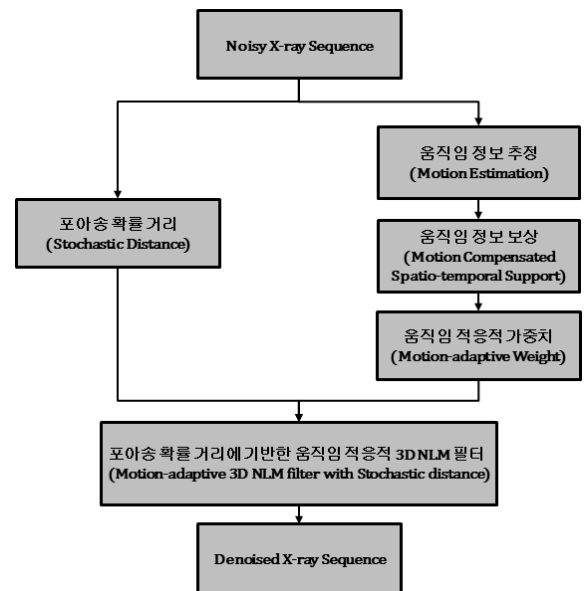 Noisy X-ray Sequence
움직임 정보 추정
(Motion Estimation)
포아송 확률 거리
(Stochastic Distance)
움직임 정보 보상
(Motion Compensated
Spatio-temporal Support)
움직임 적응적 가중치
(Motion-adaptive Weight)
포아송 확률 거리에 기반한 움직임 적응적 3D NLM 필터
(Motion-adaptive 3D NLM filter with Stochastic distance)
Denoised X-ray Sequence